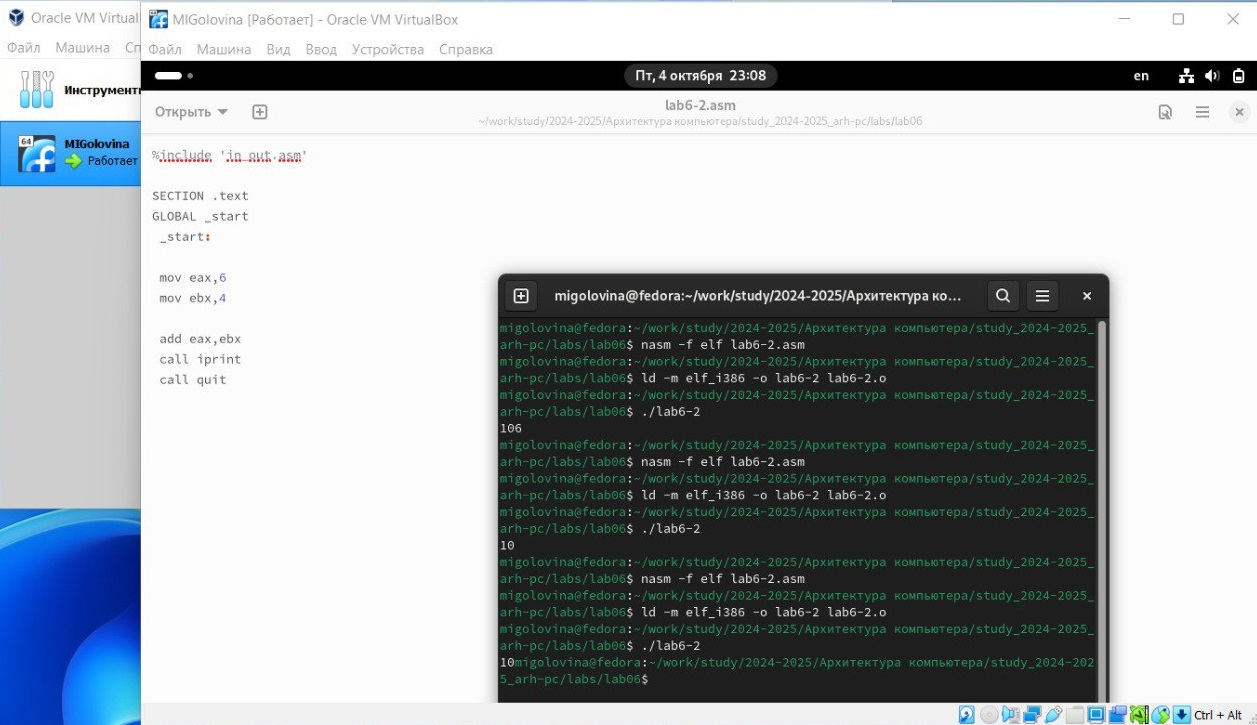 Oracle VM Virtual
Файл Машина Сп
Инструменты
64
MIGolovina
Работает
MIGolovina [Работает] - Oracle VM VirtualBox
Файл Машина Вид Ввод Устройства Справка
Пт, 4 октября 23:08
en
Открыть
lab6-2.asm
~/work/study/2024-2025/Архитектура компьютера/study_2024-2025_arh-pc/labs/lab06
%include 'in_out.asm'
SECTION .text
GLOBAL _start
_start:
mov eax,6
mov ebx,4
add eax,ebx
call iprint
call quit
migolovina@fedora:~/work/study/2024-2025/Архитектура ко...
migolovina@fedora:~/work/study/2024-2025/Архитектура компьютера/study_2024-2025_
arh-pc/labs/lab06$ nasm -f elf lab6-2.asm
migolovina@fedora:~/work/study/2024-2025/Архитектура компьютера/study_2024-2025_
arh-pc/labs/lab06$ ld -m elf_i386 -o lab6-2 lab6-2.o
migolovina@fedora:~/work/study/2024-2025/Архитектура компьютера/study_2024-2025_
arh-pc/labs/lab06$ ./lab6-2
106
migolovina@fedora:~/work/study/2024-2025/Архитектура компьютера/study_2024-2025_
arh-pc/labs/lab06$ nasm -f elf lab6-2.asm
migolovina@fedora:~/work/study/2024-2025/Архитектура компьютера/study_2024-2025_
arh-pc/labs/lab06$ ld -m elf_i386 -o lab6-2 lab6-2.o
migolovina@fedora:~/work/study/2024-2025/Архитектура компьютера/study_2024-2025_
arh-pc/labs/lab06$ ./lab6-2
10
migolovina@fedora:~/work/study/2024-2025/Архитектура компьютера/study_2024-2025_
arh-pc/labs/lab06$ nasm -f elf lab6-2.asm
migolovina@fedora:~/work/study/2024-2025/Архитектура компьютера/study_2024-2025_
arh-pc/labs/lab06$ ld -m elf_i386 -o lab6-2 lab6-2.o
migolovina@fedora:~/work/study/2024-2025/Архитектура компьютера/study_2024-2025_
arh-pc/labs/lab06$ ./lab6-2
10migolovina@fedora:~/work/study/2024-2025/Архитектура компьютера/study_2024-202
5_arh-pc/labs/lab06$
Ctrl + Alt